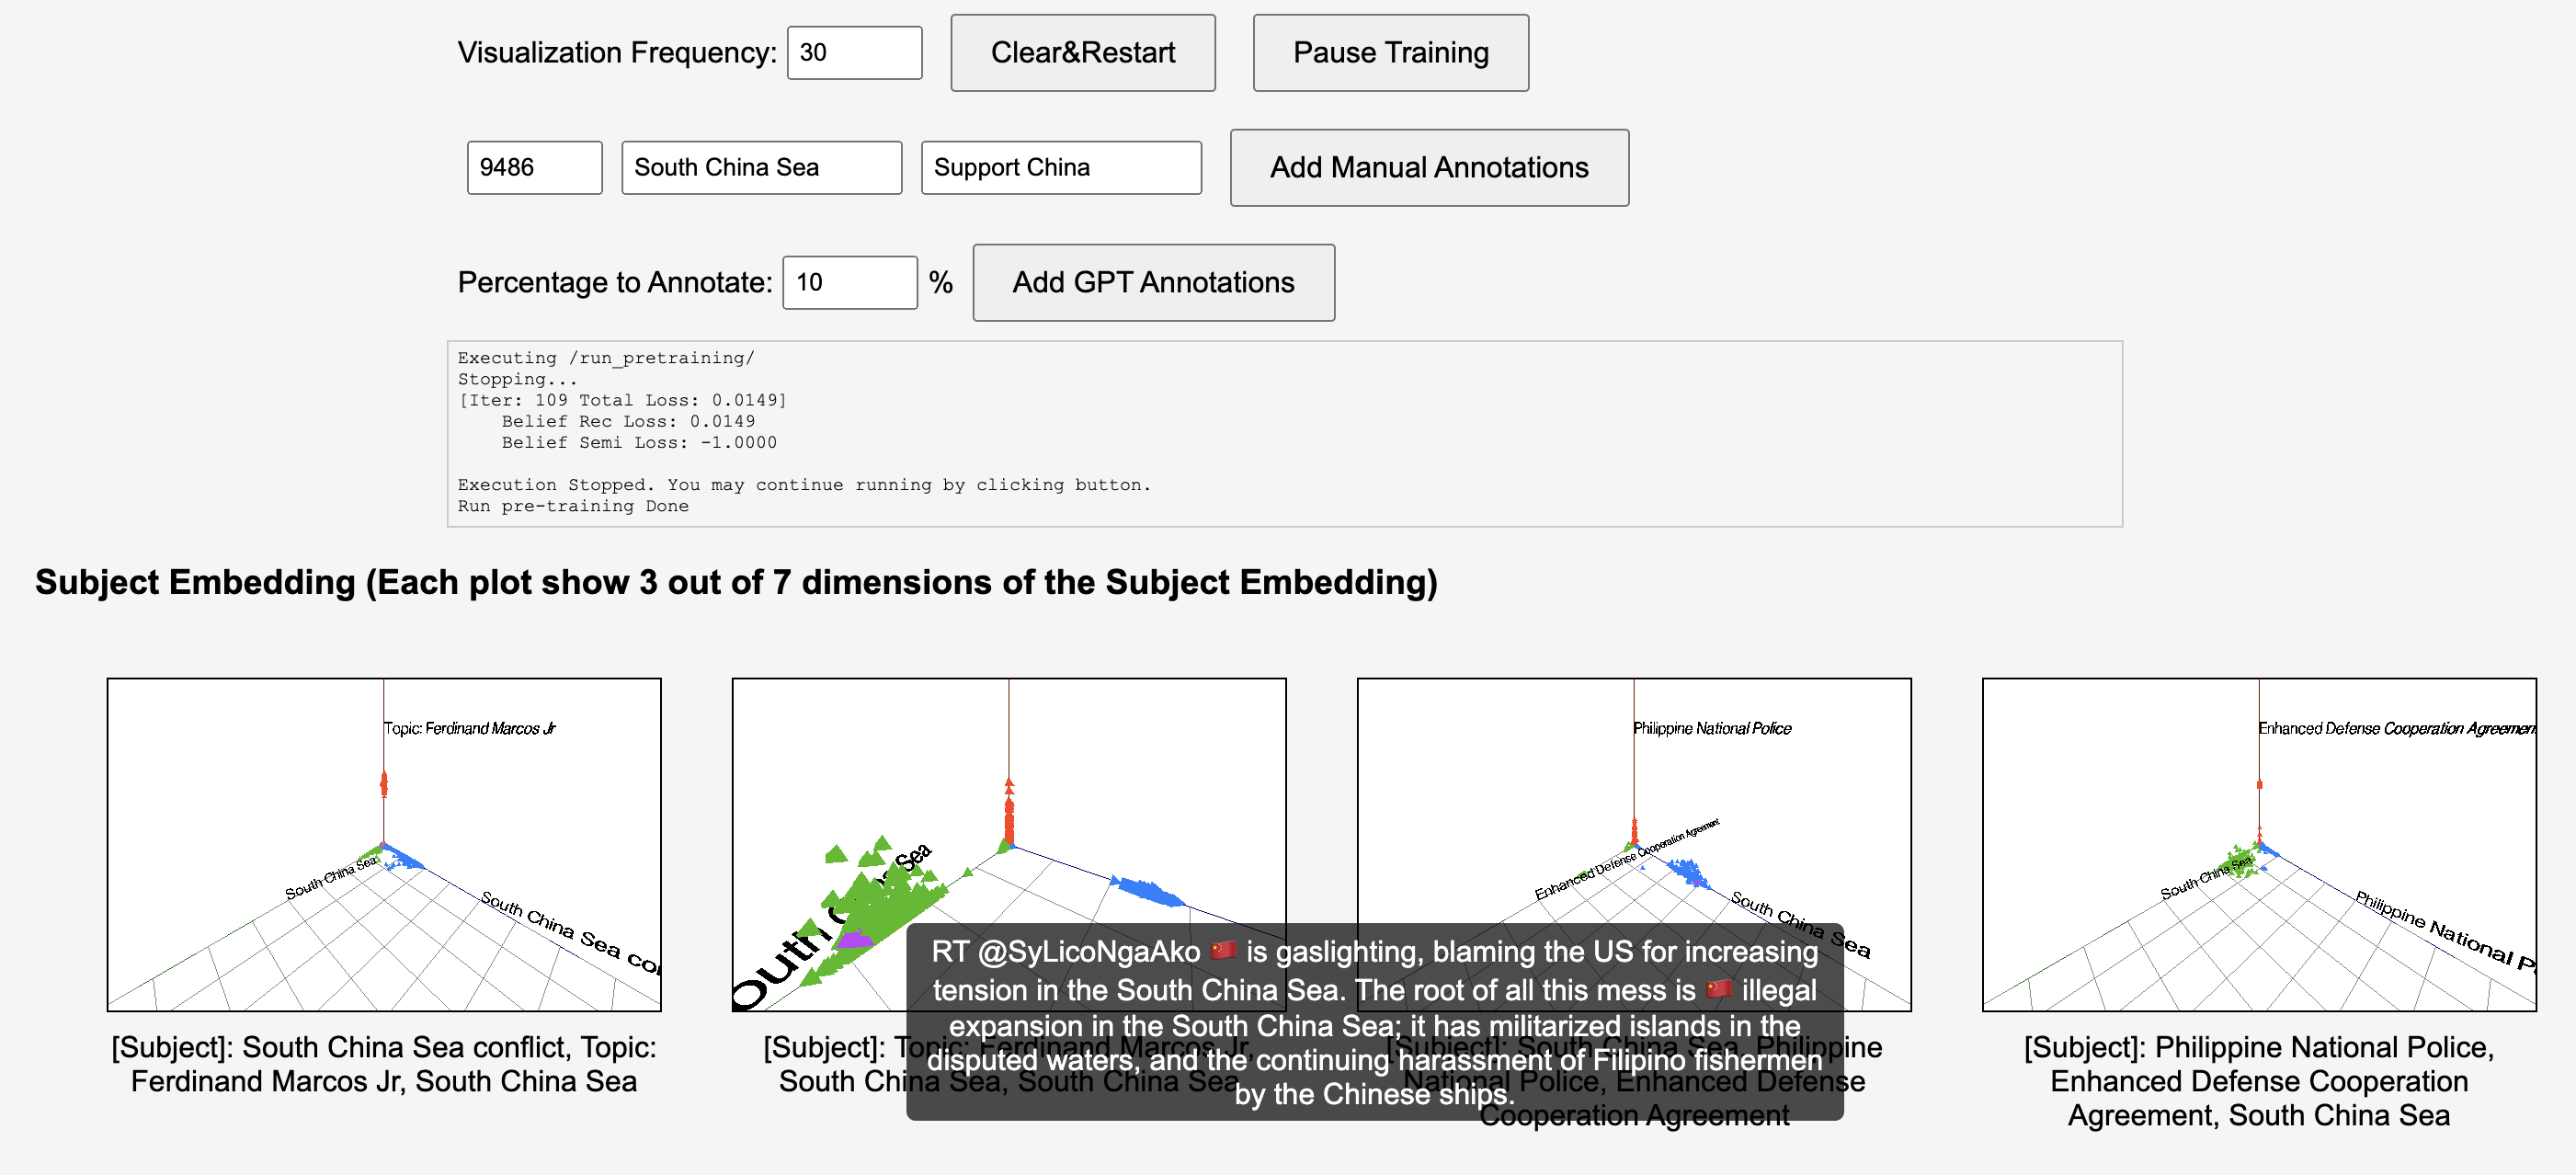 Visualization Frequency: 30 Clear&Restart Pause Training
9486 South China Sea Support China Add Manual Annotations
Percentage to Annotate: 10 % Add GPT Annotations
Executing /run_pretraining/
Stopping...
[Iter: 109 Total Loss: 0.0149]
Belief Rec Loss: 0.0149
Belief Semi Loss: -1.0000
Execution Stopped. You may continue running by clicking button.
Run pre-training Done
Subject Embedding (Each plot show 3 out of 7 dimensions of the Subject Embedding)
Topic: Ferdinand Marcos Jr
South China Sea
South China Sea
[Subject]: South China Sea conflict, Topic:
Ferdinand Marcos Jr, South China Sea
Sea
[Subject]: Topic: Ferdinand Marcos Jr,
South China Sea, South China Sea
RT @SyLicoNgaAko 🇨🇳 is gaslighting, blaming the US for increasing
tension in the South China Sea. The root of all this mess is 🇨🇳 illegal
expansion in the South China Sea; it has militarized islands in the
disputed waters, and the continuing harassment of Filipino fishermen
by the Chinese ships.
Philippine National Police
Enhanced Defense Cooperation Agreement
South China Sea
[Subject]: South China Sea, Philippine
National Police, Enhanced Defense
Cooperation Agreement
Enhanced Defense Cooperation Agreemen
South China Sea
Philippine National
[Subject]: Philippine National Police,
Enhanced Defense Cooperation
Agreement, South China Sea